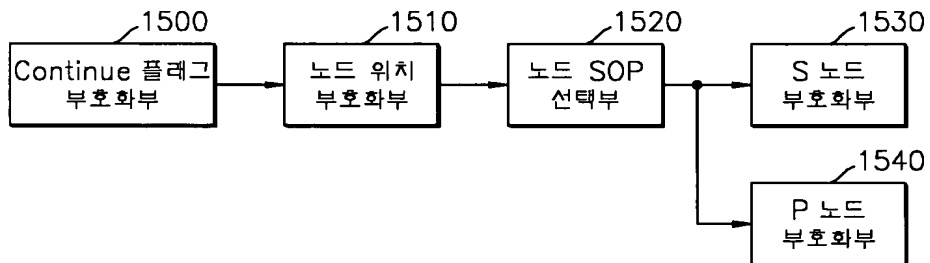 1500
Continue 플래그
부호화부
1510
노드 위치
부호화부
1520
노드 SOP
선택부
1530
S 노드
부호화부
1540
P 노드
부호화부